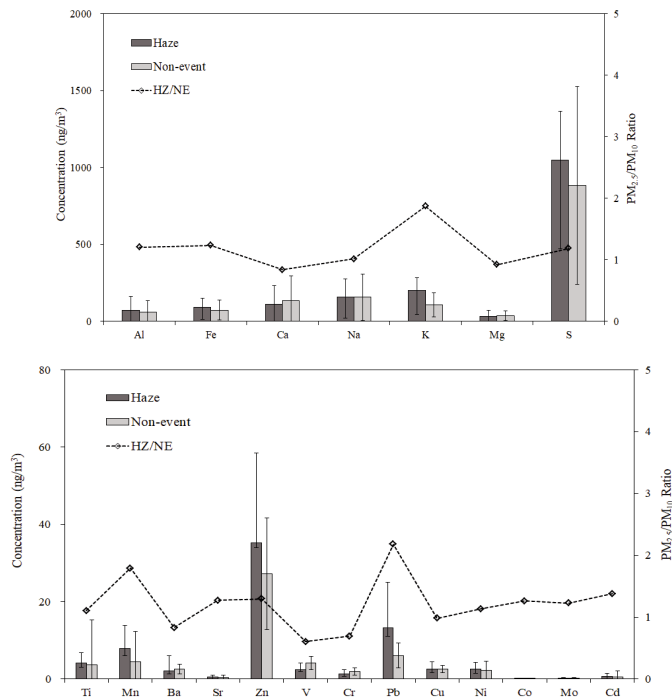 2000
1500
1000
500
0
Concentration (ng/m³)
Haze
Non-event
HZ/NE
5
4
3
2
1
0
PM₂.₅/PM₁₀ Ratio
Al Fe Ca Na K Mg S
80
60
40
20
0
Concentration (ng/m³)
Haze
Non-event
HZ/NE
5
4
3
2
1
0
PM₂.₅/PM₁₀ Ratio
Ti Mn Ba Sr Zn V Cr Pb Cu Ni Co Mo Cd